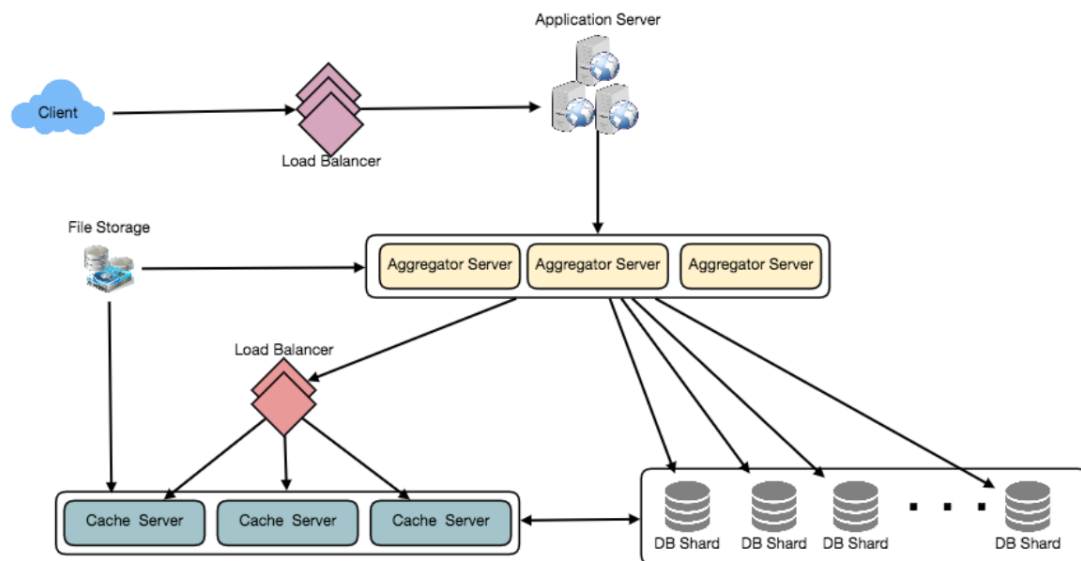 Application Server
Client
Load Balancer
File Storage
Aggregator Server
Aggregator Server
Aggregator Server
Load Balancer
Cache Server
Cache Server
Cache Server
DB Shard
DB Shard
DB Shard
DB Shard